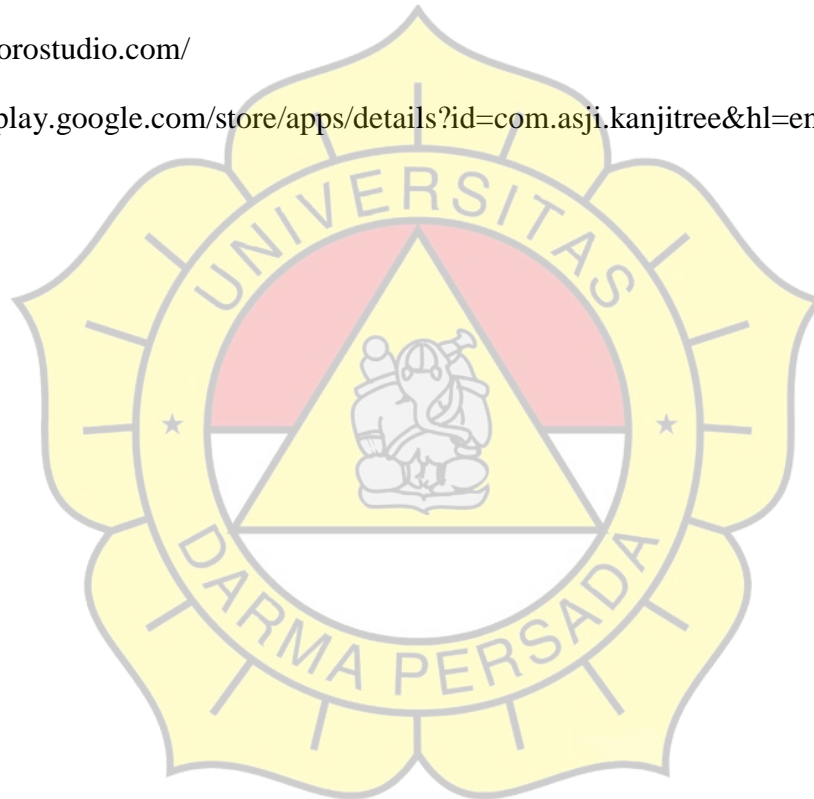 orostudio.com/
play.google.com/store/apps/details?id=com.asji.kanjitree&hl=en
UNIVERSITAS
DARMA PERSADA